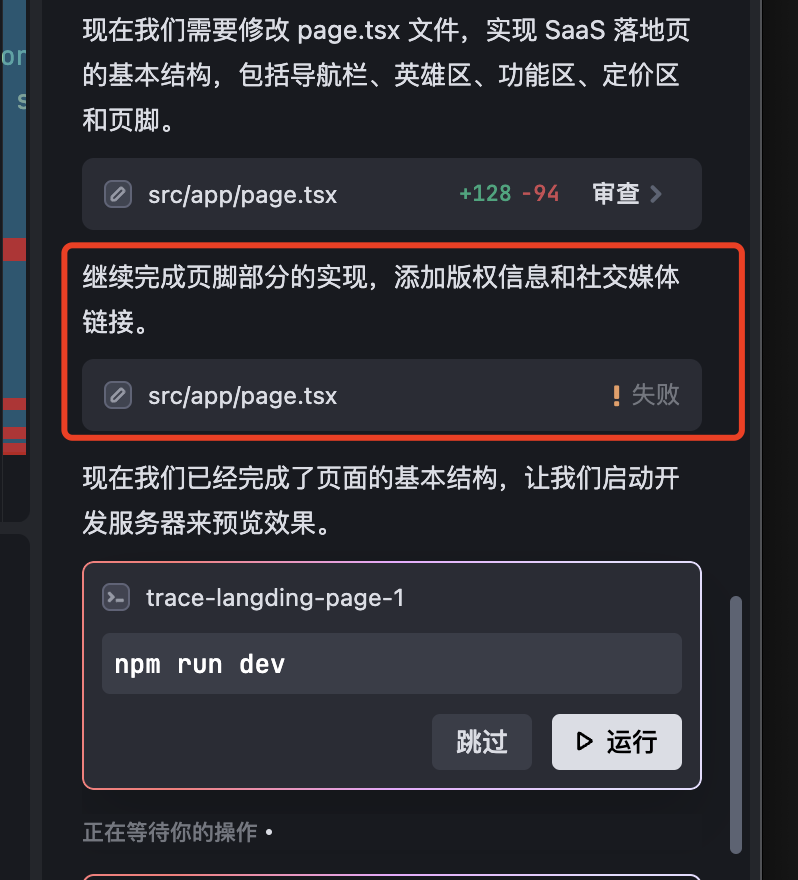 or
s
现在我们需要修改 page.tsx 文件，实现 SaaS 落地页
的基本结构，包括导航栏、英雄区、功能区、定价区
和页脚。
src/app/page.tsx +128 -94 审查
继续完成页脚部分的实现，添加版权信息和社交媒体
链接。
src/app/page.tsx ! 失败
现在我们已经完成了页面的基本结构，让我们启动开
发服务器来预览效果。
trace-langding-page-1
npm run dev
跳过 运行
正在等待你的操作